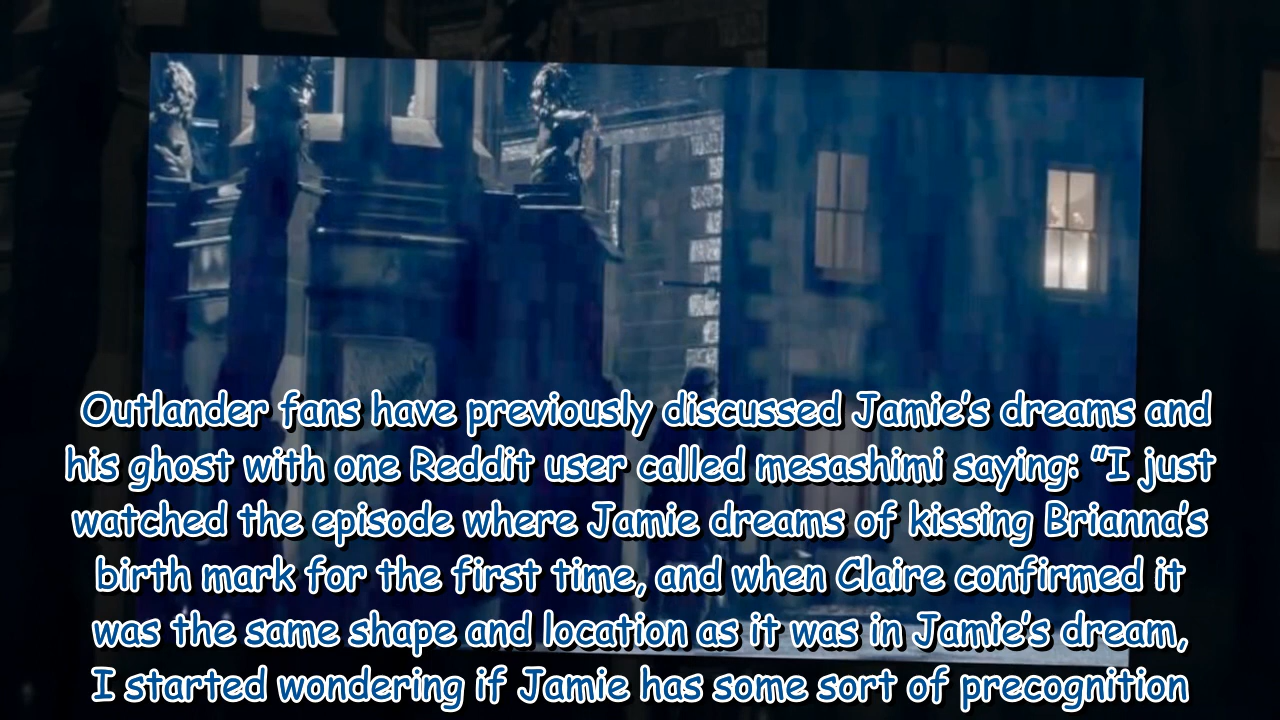 Outlander fans have previously discussed Jamie’s dreams and
his ghost with one Reddit user called mesashimi saying: “I just
watched the episode where Jamie dreams of kissing Brianna’s
birth mark for the first time, and when Claire confirmed it
was the same shape and location as it was in Jamie’s dream,
I started wondering if Jamie has some sort of precognition